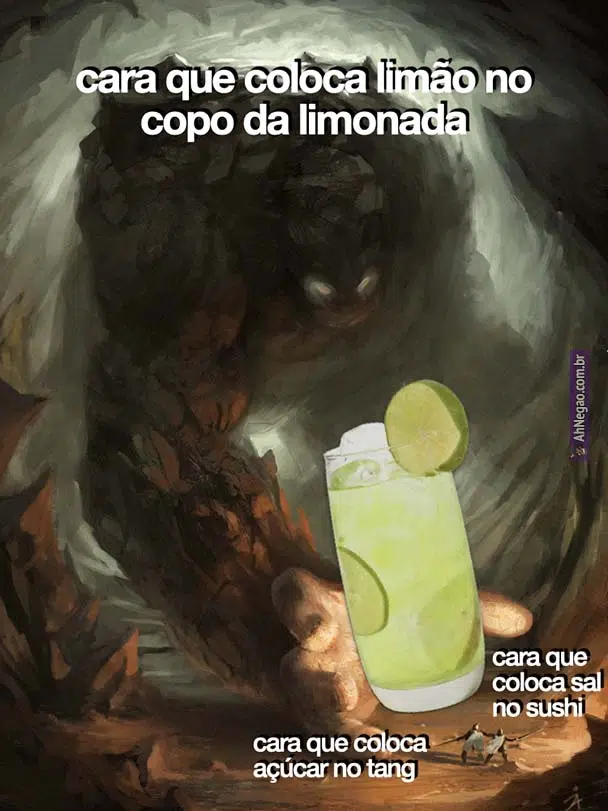 cara que coloca limão no
copo da limonada
AhNegao.com.br
cara que
coloca sal
no sushi
cara que coloca
açúcar no tang